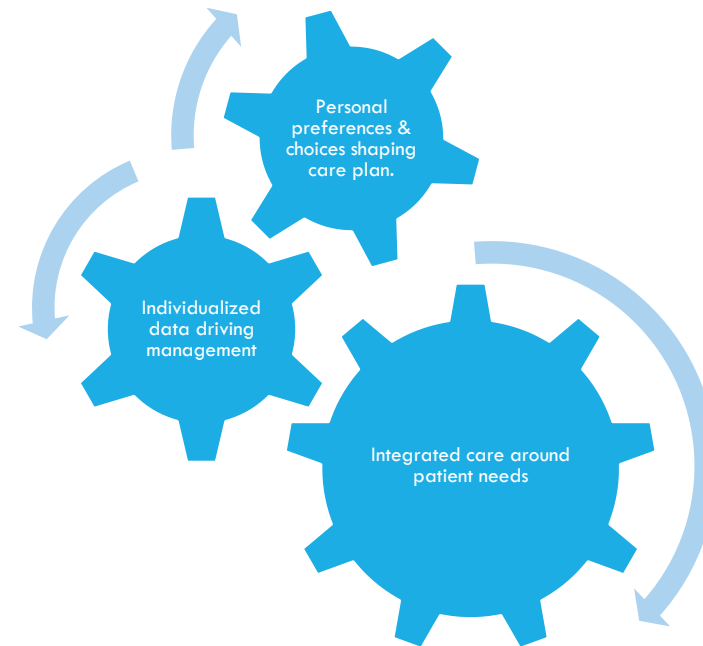 Personal
preferences &
choices shaping
care plan.
Individualized
data driving
management
Integrated care around
patient needs